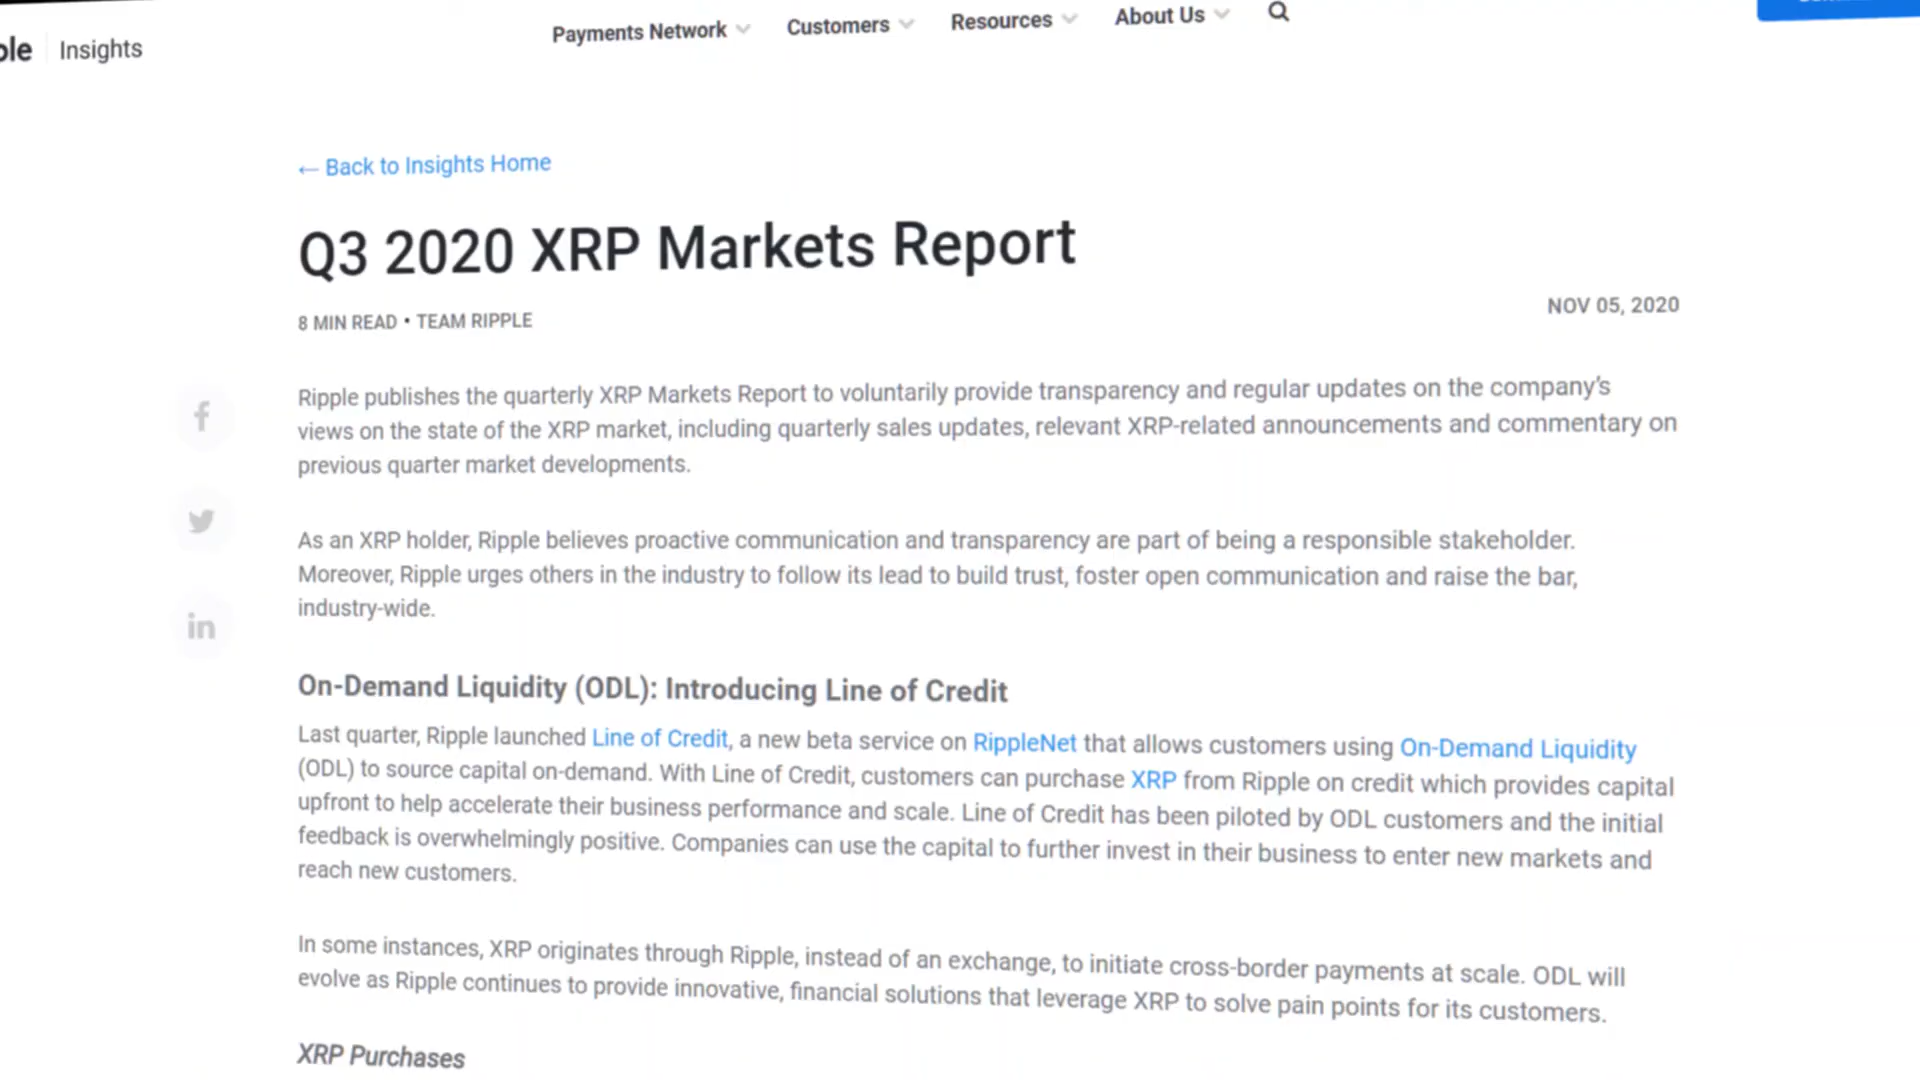 Insights
Payments Network
Customers
Resources
About Us
← Back to Insights Home
Q3 2020 XRP Markets Report
8 MIN READ • TEAM RIPPLE
NOV 05, 2020
Ripple publishes the quarterly XRP Markets Report to voluntarily provide transparency and regular updates on the company’s
views on the state of the XRP market, including quarterly sales updates, relevant XRP-related announcements and commentary on
previous quarter market developments.
As an XRP holder, Ripple believes proactive communication and transparency are part of being a responsible stakeholder.
Moreover, Ripple urges others in the industry to follow its lead to build trust, foster open communication and raise the bar,
industry-wide.
On-Demand Liquidity (ODL): Introducing Line of Credit
Last quarter, Ripple launched Line of Credit, a new beta service on RippleNet that allows customers using On-Demand Liquidity
(ODL) to source capital on-demand. With Line of Credit, customers can purchase XRP from Ripple on credit which provides capital
upfront to help accelerate their business performance and scale. Line of Credit has been piloted by ODL customers and the initial
feedback is overwhelmingly positive. Companies can use the capital to further invest in their business to enter new markets and
reach new customers.
In some instances, XRP originates through Ripple, instead of an exchange, to initiate cross-border payments at scale. ODL will
evolve as Ripple continues to provide innovative, financial solutions that leverage XRP to solve pain points for its customers.
XRP Purchases